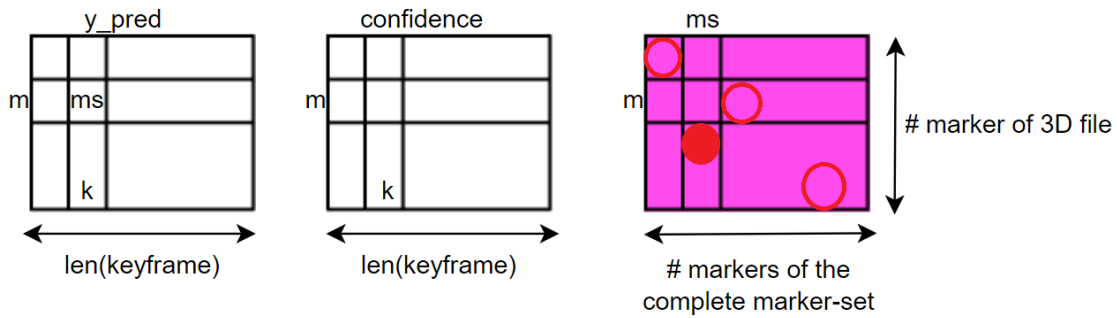 y_pred
confidence
ms
m
ms
m
m
# marker of 3D file
k
k
len(keyframe)
len(keyframe)
# markers of the
complete marker-set